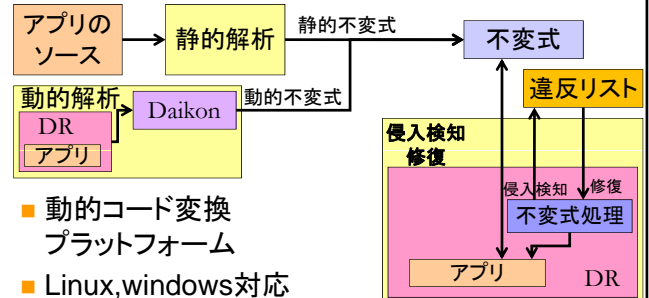 アプリの
ソース
静的解析
静的不変式
不変式
動的解析
DR
アプリ
Daikon
動的不変式
違反リスト
侵入検知
修復
侵入検知
修復
不変式処理
アプリ
DR
動的コード変換
プラットフォーム
Linux,windows対応